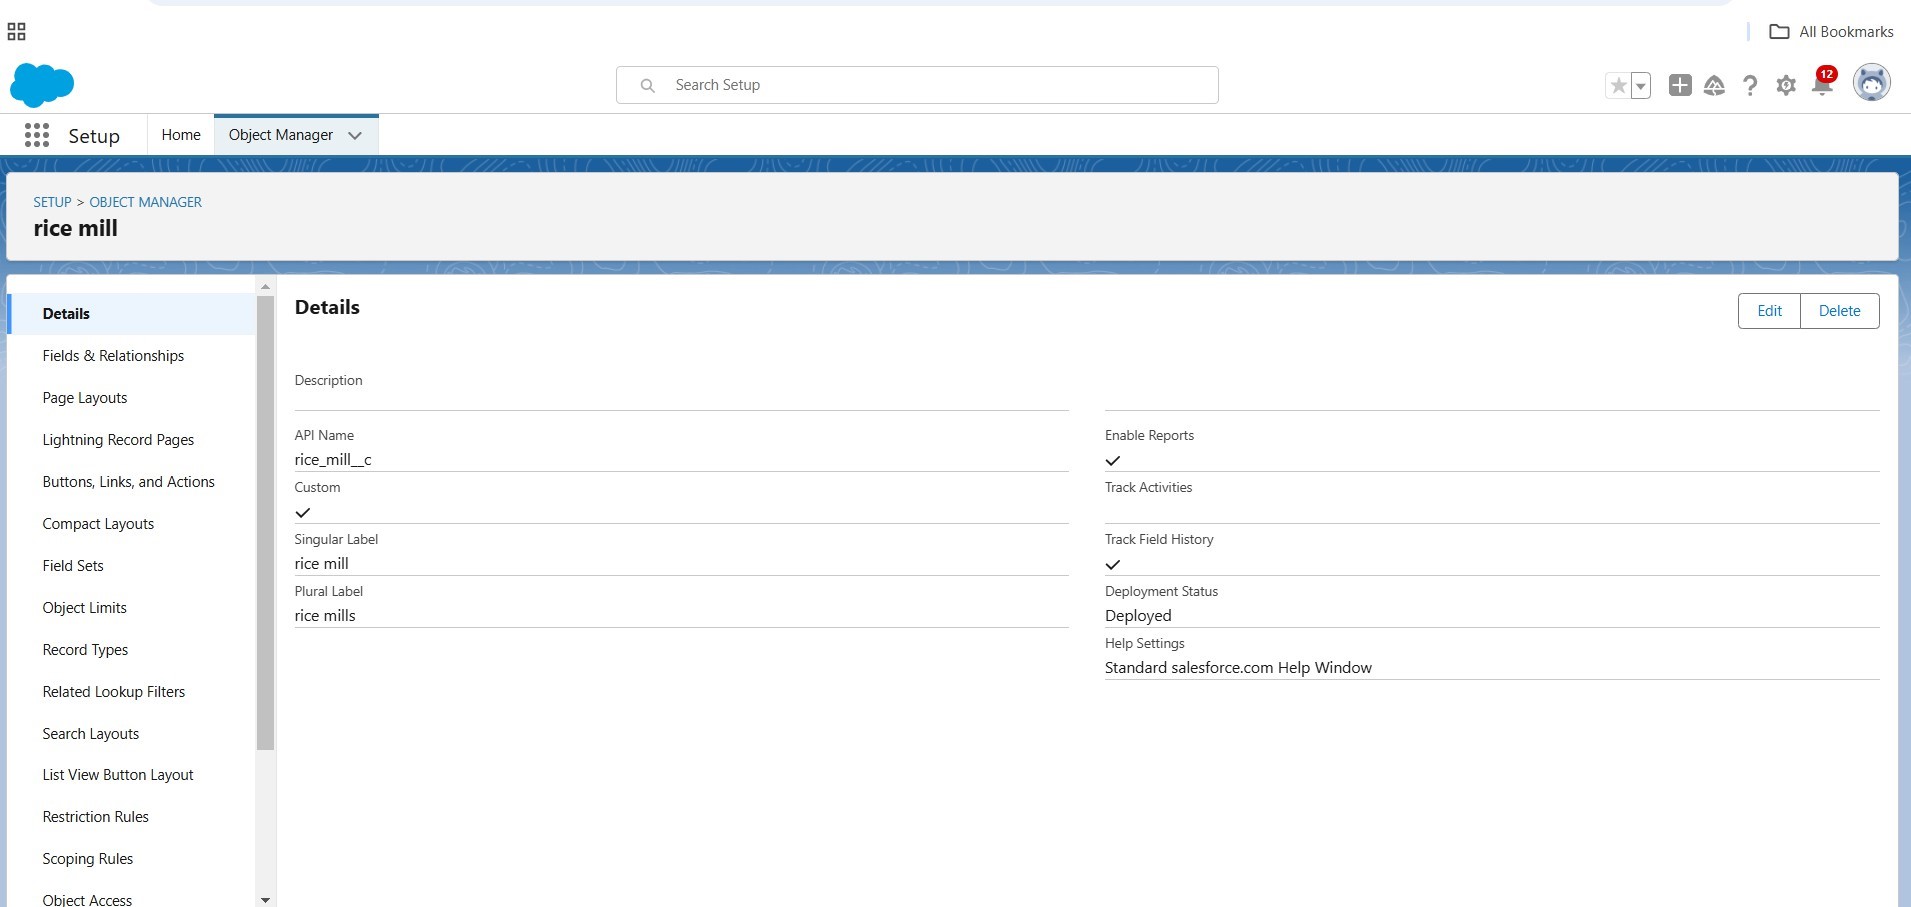 All Bookmarks
Search Setup
12
Setup
Home
Object Manager
SETUP > OBJECT MANAGER
rice mill
Details
Fields & Relationships
Page Layouts
Lightning Record Pages
Buttons, Links, and Actions
Compact Layouts
Field Sets
Object Limits
Record Types
Related Lookup Filters
Search Layouts
List View Button Layout
Restriction Rules
Scoping Rules
Object Access
Details
Edit
Delete
Description
API Name
rice_mill__c
Custom
Singular Label
rice mill
Plural Label
rice mills
Enable Reports
Track Activities
Track Field History
Deployment Status
Deployed
Help Settings
Standard salesforce.com Help Window